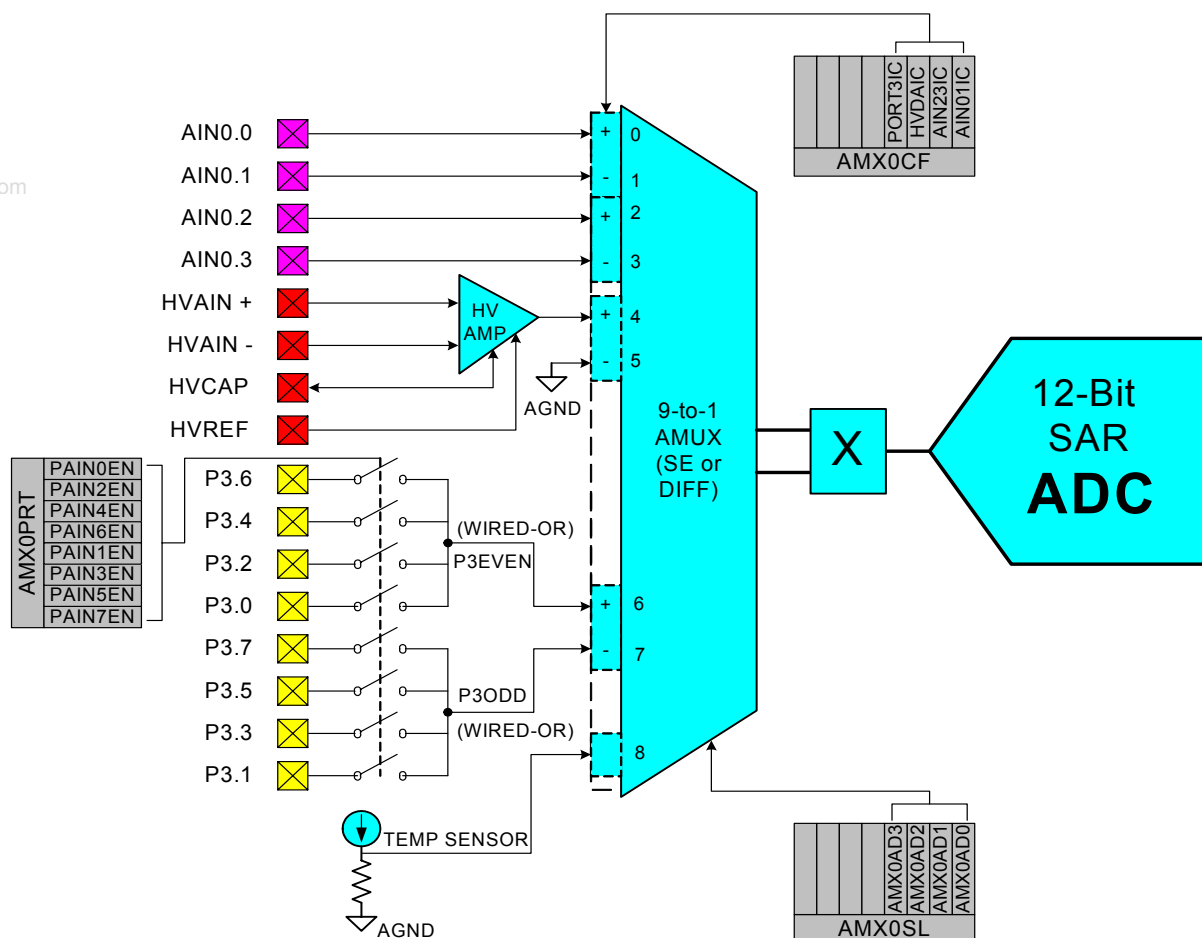 PORT3IC
HVDAIC
AIN23IC
AIN01IC
AMX0CF
AIN0.0
AIN0.1
AIN0.2
AIN0.3
HVAIN +
HVAIN -
HVCAP
HVREF
om
+ 0
- 1
+ 2
- 3
+ 4
- 5
HV
AMP
AGND
9-to-1
AMUX
(SE or
DIFF)
X
12-Bit
SAR
ADC
AMX0PRT
PAIN0EN
PAIN2EN
PAIN4EN
PAIN6EN
PAIN1EN
PAIN3EN
PAIN5EN
PAIN7EN
P3.6
P3.4
P3.2
P3.0
P3.7
P3.5
P3.3
P3.1
(WIRED-OR)
P3EVEN
P3ODD
(WIRED-OR)
+ 6
- 7
8
TEMP SENSOR
AGND
AMX0AD3
AMX0AD2
AMX0AD1
AMX0AD0
AMX0SL